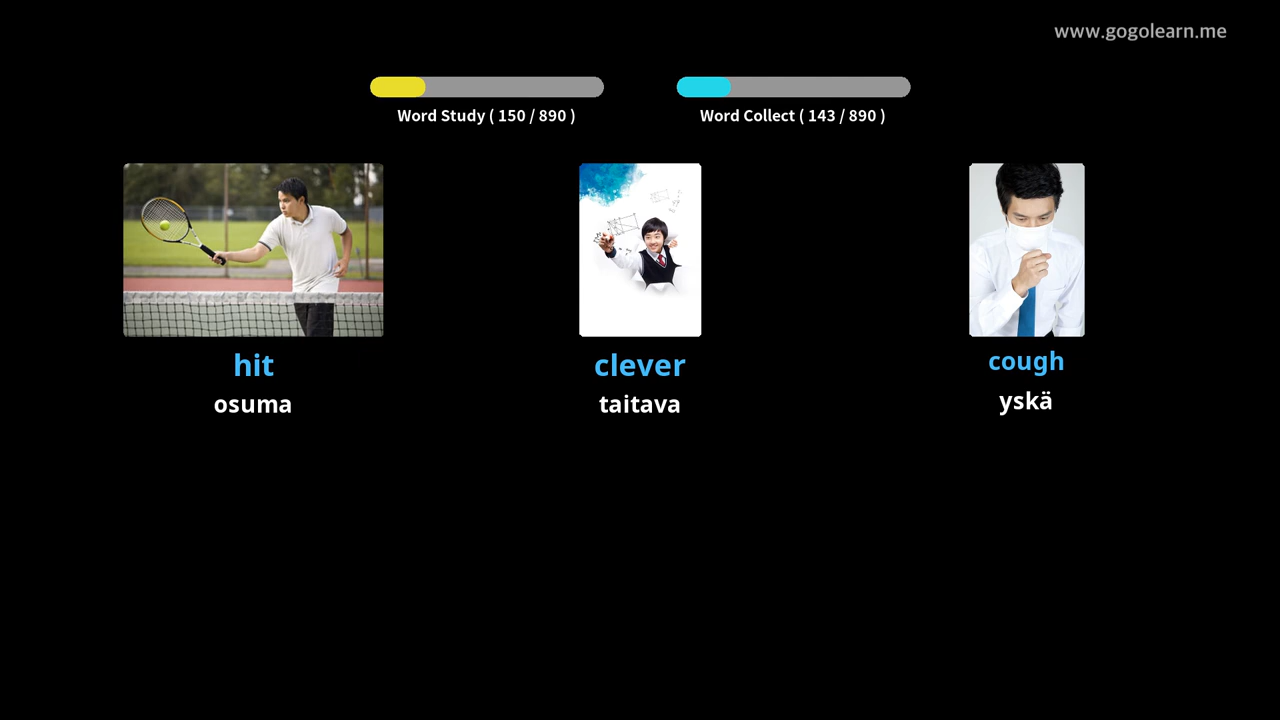 www.gogolearn.me
Word Study ( 150 / 890 )
Word Collect ( 143 / 890 )
hit
osuma
clever
taitava
cough
yskä